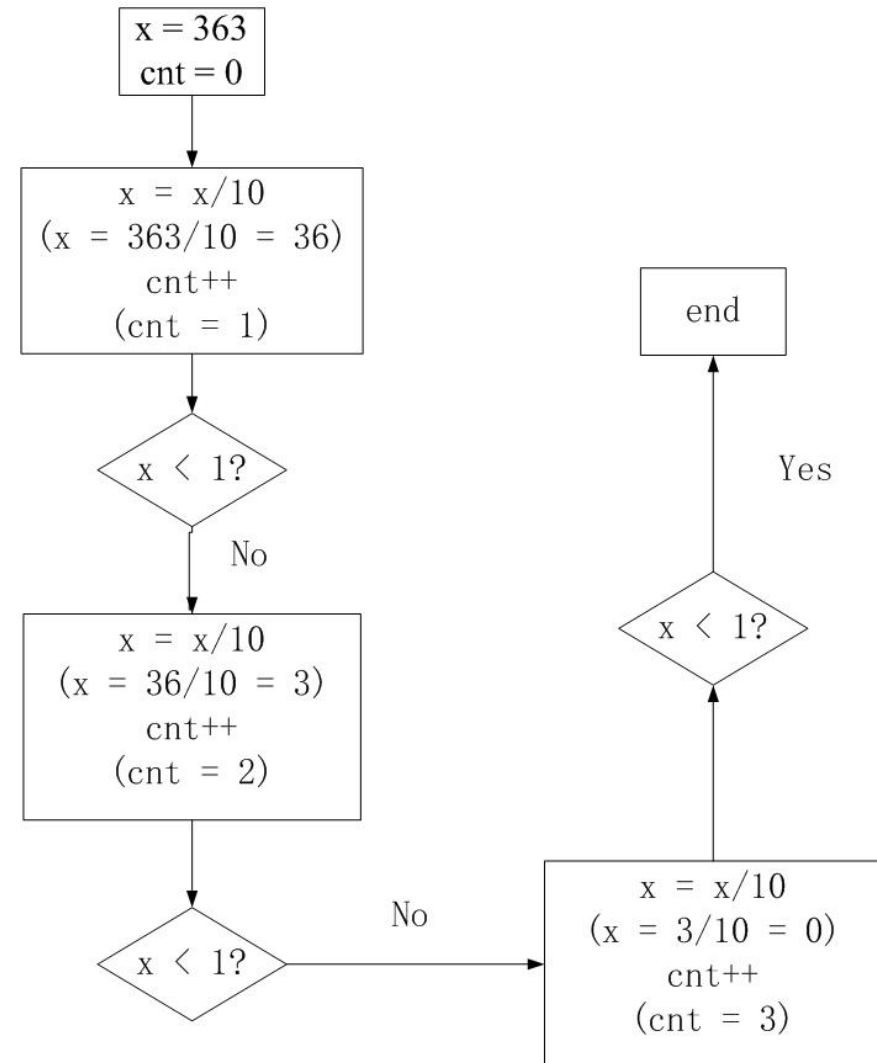 x = 363
cnt = 0
x = x/10
(x = 363/10 = 36)
cnt++
(cnt = 1)
x < 1?
No
x = x/10
(x = 36/10 = 3)
cnt++
(cnt = 2)
x < 1?
No
x = x/10
(x = 3/10 = 0)
cnt++
(cnt = 3)
x < 1?
Yes
end